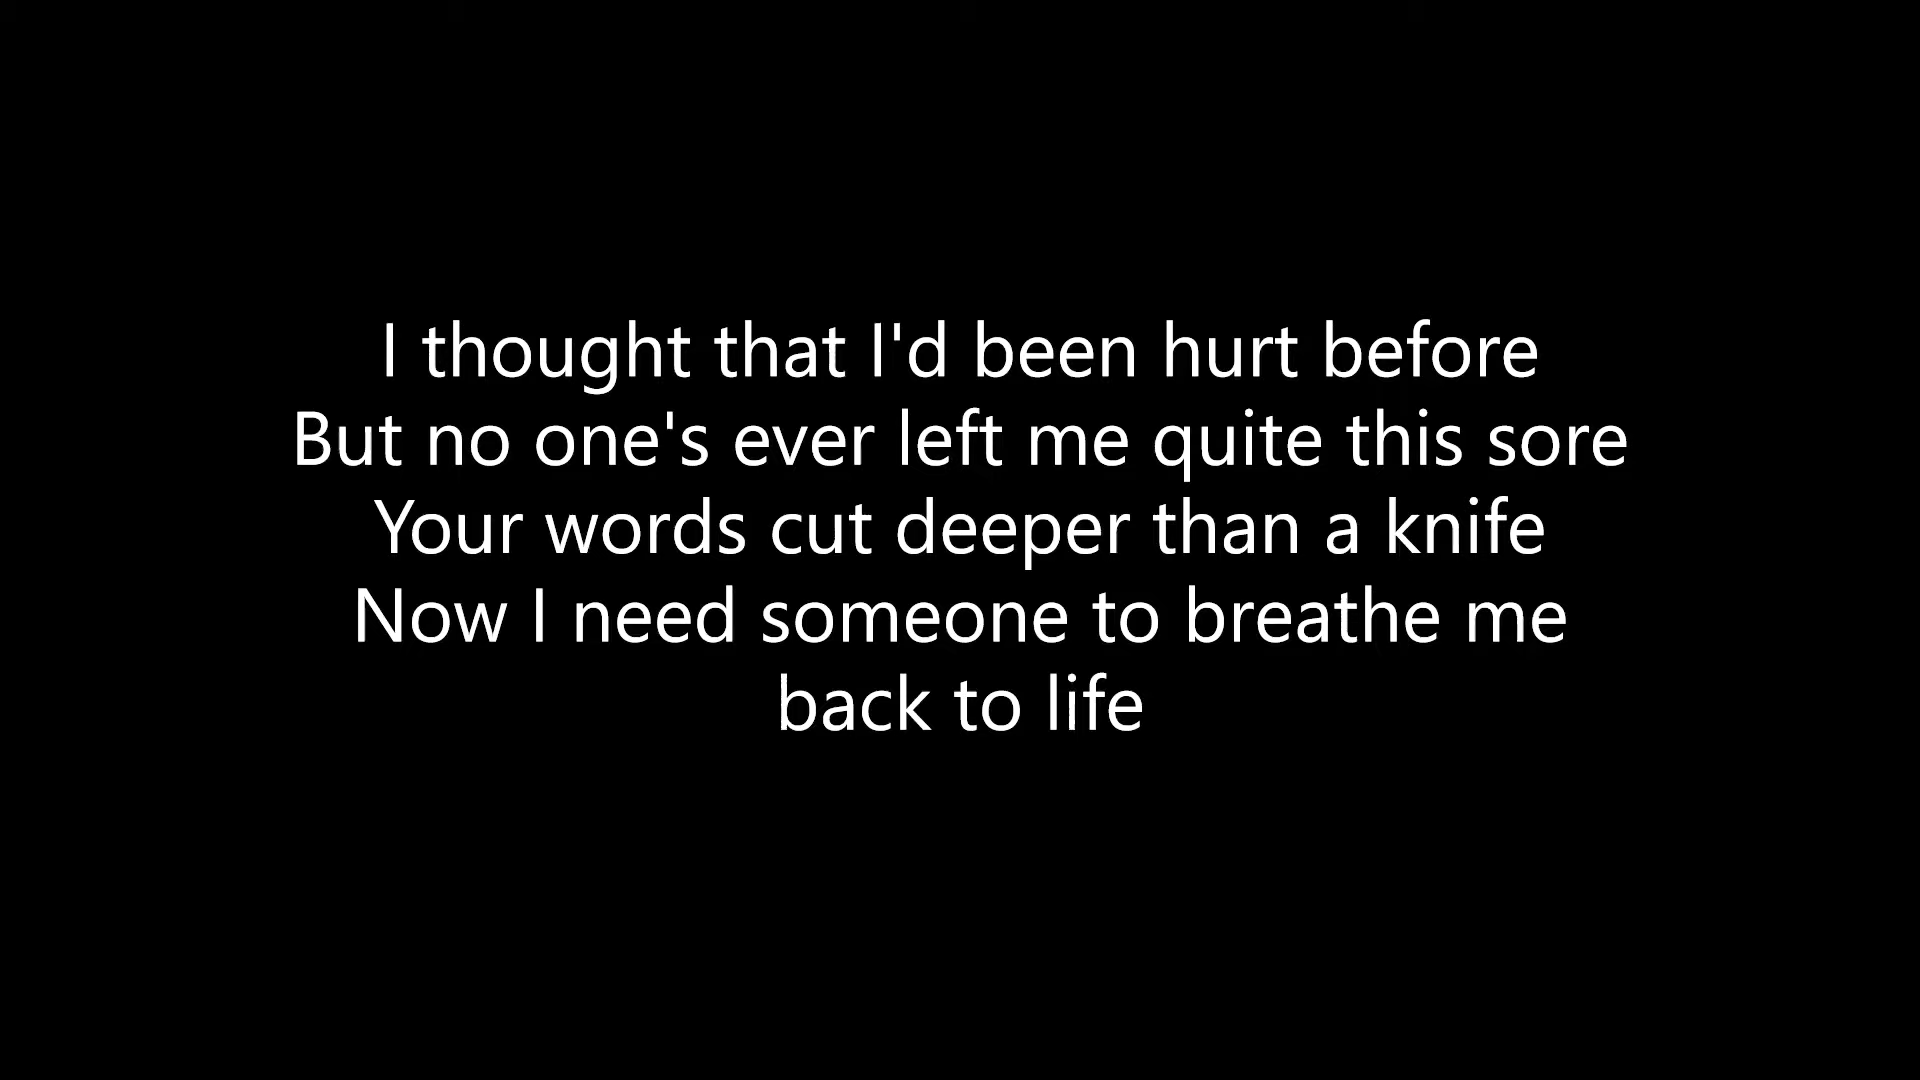 I thought that I'd been hurt before
But no one's ever left me quite this sore
Your words cut deeper than a knife
Now I need someone to breathe me
back to life